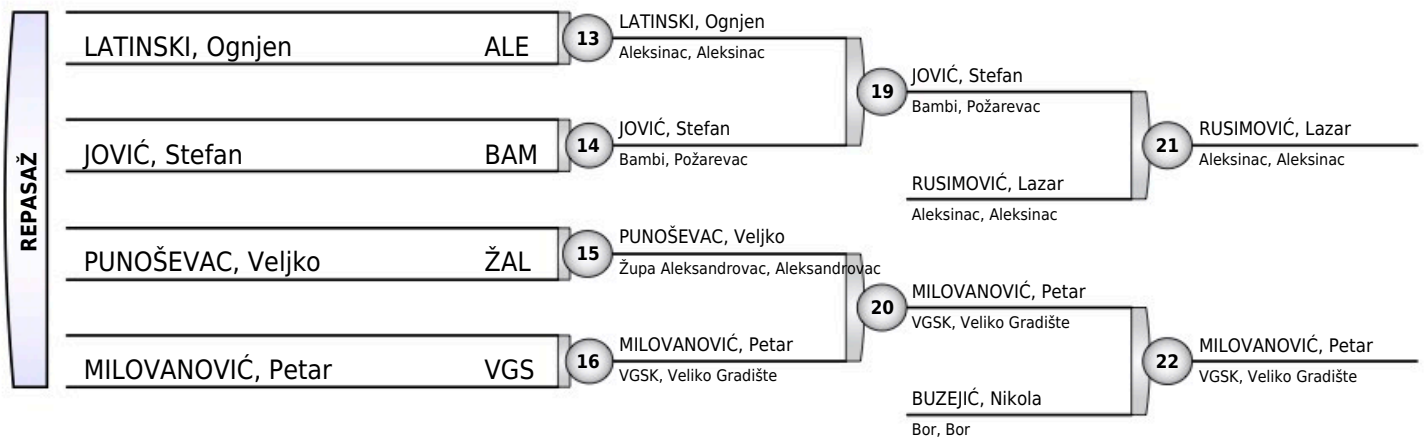 REPASAŽ
LATINSKI, Ognjen ALE
JOVIĆ, Stefan BAM
PUNOŠEVAC, Veljko ŽAL
MILOVANOVIĆ, Petar VGS
13
LATINSKI, Ognjen
Aleksinac, Aleksinac
14
JOVIĆ, Stefan
Bambi, Požarevac
15
PUNOŠEVAC, Veljko
Župa Aleksandrovac, Aleksandrovac
16
MILOVANOVIĆ, Petar
VGSK, Veliko Gradište
19
JOVIĆ, Stefan
Bambi, Požarevac
RUSIMOVIĆ, Lazar
Aleksinac, Aleksinac
20
MILOVANOVIĆ, Petar
VGSK, Veliko Gradište
BUZEJIĆ, Nikola
Bor, Bor
21
RUSIMOVIĆ, Lazar
Aleksinac, Aleksinac
22
MILOVANOVIĆ, Petar
VGSK, Veliko Gradište